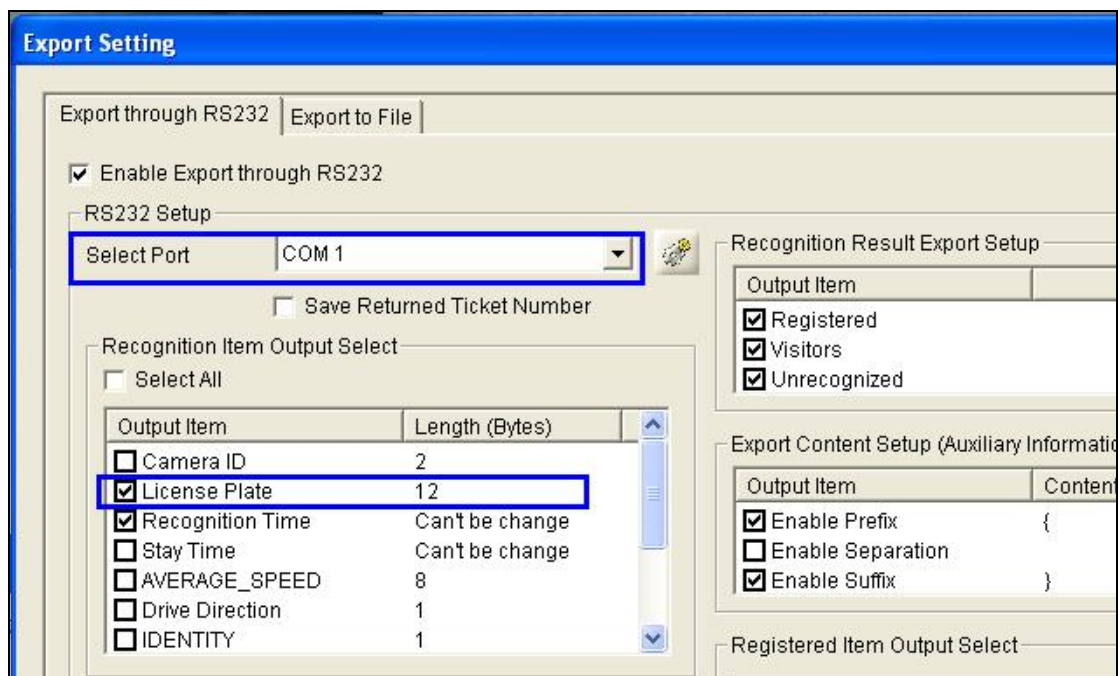 Export Setting
Export through RS232
Export to File
Enable Export through RS232
RS232 Setup
Select Port COM 1
Save Returned Ticket Number
Recognition Item Output Select
Select All
Output Item Length (Bytes)
Camera ID 2
License Plate 12
Recognition Time Can't be change
Stay Time Can't be change
AVERAGE_SPEED 8
Drive Direction 1
IDENTITY 1
Recognition Result Export Setup
Output Item
Registered
Visitors
Unrecognized
Export Content Setup (Auxiliary Informatio
Output Item Content
Enable Prefix {
Enable Separation
Enable Suffix }
Registered Item Output Select